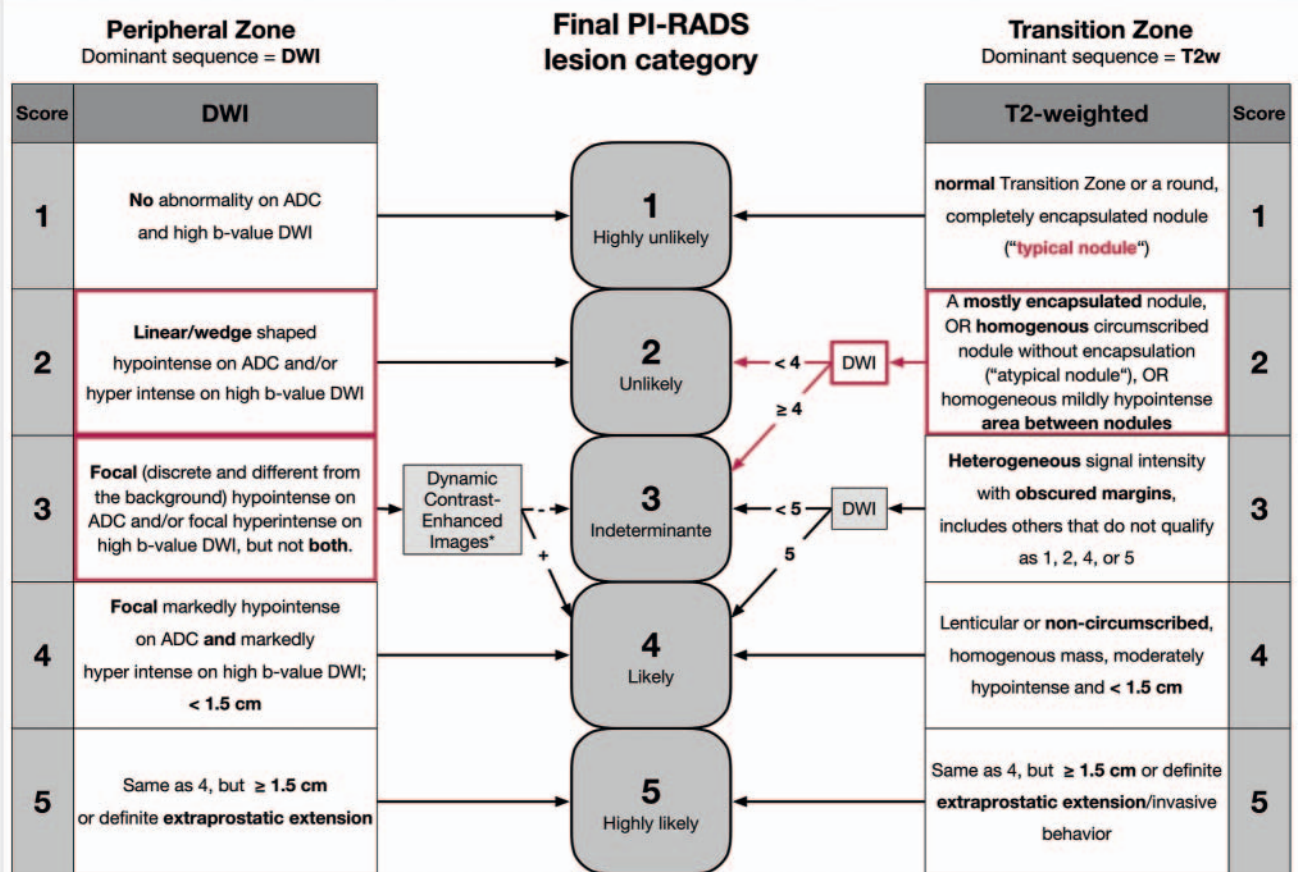 Peripheral Zone
Dominant sequence = DWI
Final PI-RADS
lesion category
Transition Zone
Dominant sequence = T2w
Score
DWI
T2-weighted
Score
1
No abnormality on ADC
and high b-value DWI
1
Highly unlikely
normal Transition Zone or a round,
completely encapsulated nodule
(“typical nodule“)
1
2
Linear/wedge shaped
hypointense on ADC and/or
hyper intense on high b-value DWI
2
Unlikely
< 4
≥ 4
DWI
A mostly encapsulated nodule,
OR homogenous circumscribed
nodule without encapsulation
(“atypical nodule“), OR
homogeneous mildly hypointense
area between nodules
2
3
Focal (discrete and different from
the background) hypointense on
ADC and/or focal hyperintense on
high b-value DWI, but not both.
Dynamic
Contrast-
Enhanced
Images*
-
+
3
Indeterminante
< 5
5
DWI
Heterogeneous signal intensity
with obscured margins,
includes others that do not qualify
as 1, 2, 4, or 5
3
4
Focal markedly hypointense
on ADC and markedly
hyper intense on high b-value DWI;
< 1.5 cm
4
Likely
Lenticular or non-circumscribed,
homogenous mass, moderately
hypointense and < 1.5 cm
4
5
Same as 4, but ≥ 1.5 cm
or definite extraprostatic extension
5
Highly likely
Same as 4, but ≥ 1.5 cm or definite
extraprostatic extension/invasive
behavior
5